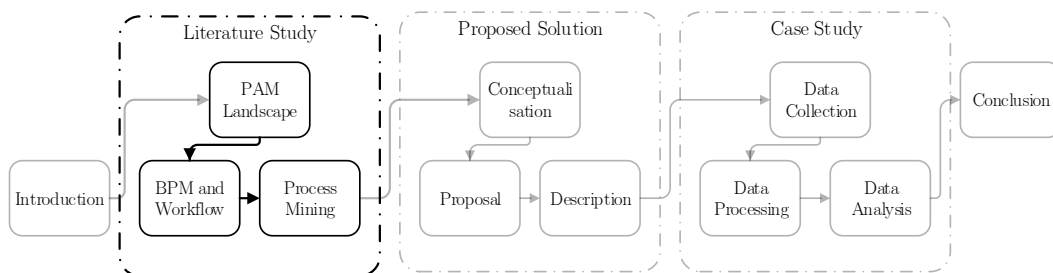 Introduction
Literature Study
PAM
Landscape
BPM and
Workflow
Process
Mining
Proposed Solution
Conceptuali
sation
Proposal
Description
Case Study
Data
Collection
Data
Processing
Data
Analysis
Conclusion